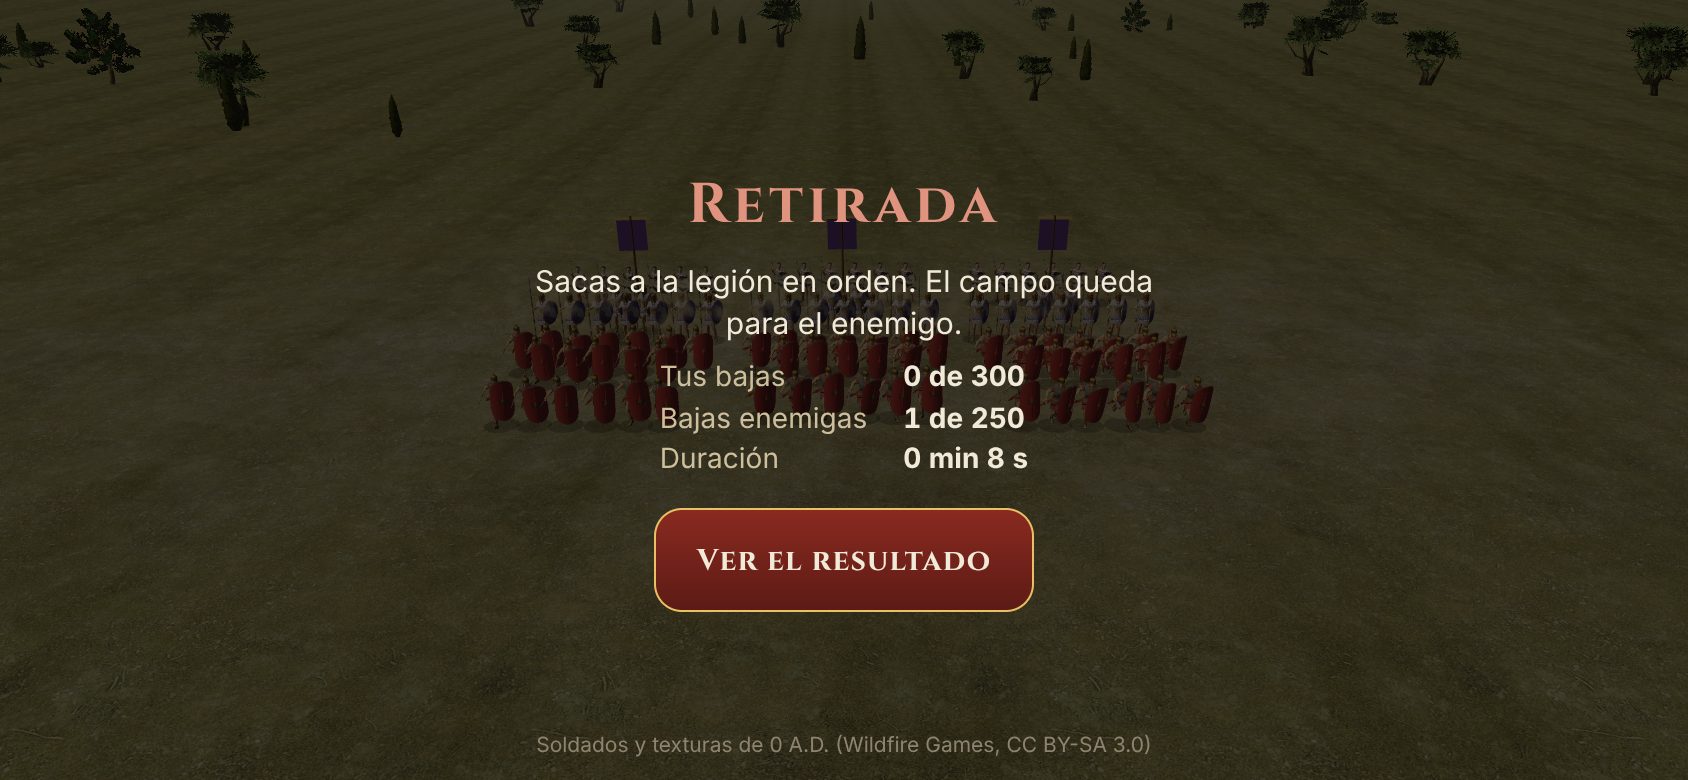 Retirada
Sacas a la legión en orden. El campo queda
para el enemigo.
Tus bajas 0 de 300
Bajas enemigas 1 de 250
Duración 0 min 8 s
Ver el resultado
Soldados y texturas de 0 A.D. (Wildfire Games, CC BY-SA 3.0)